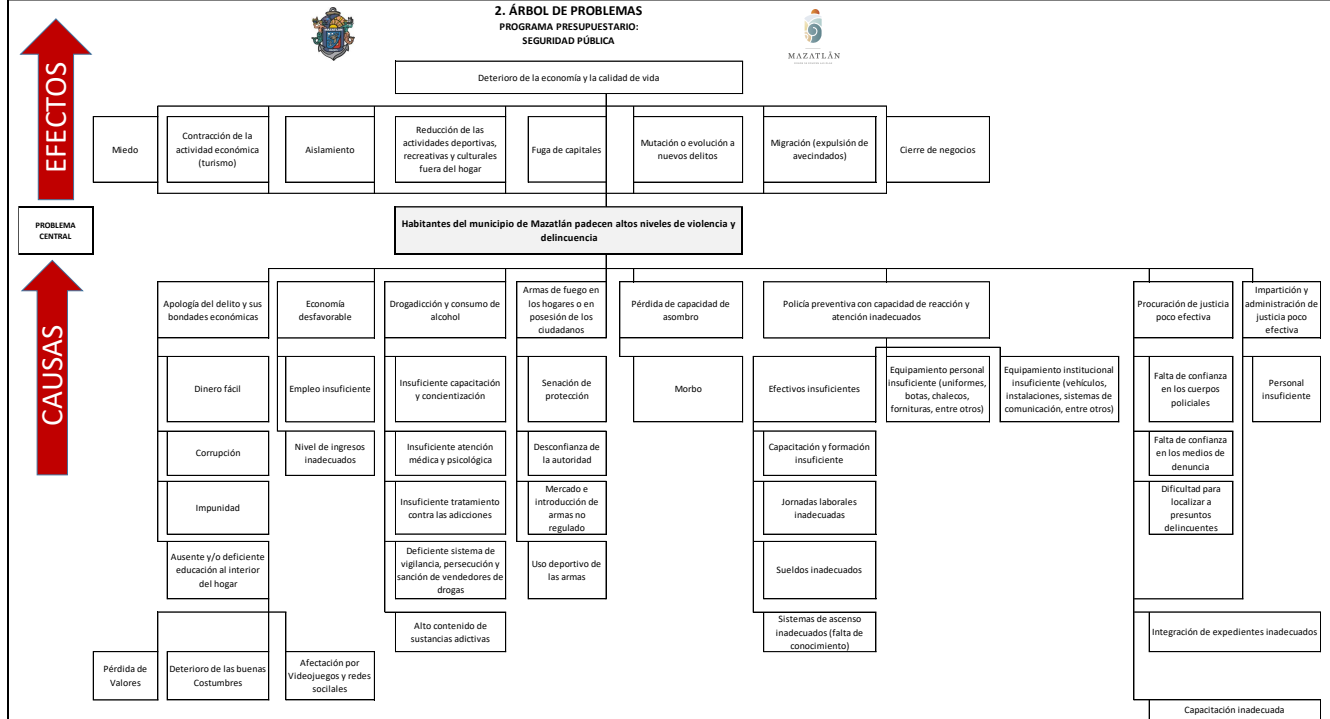 2. ÁRBOL DE PROBLEMAS
PROGRAMA PRESUPUESTARIO:
SEGURIDAD PÚBLICA
MAZATLÁN
EFECTOS
Deterioro de la economía y la calidad de vida
Miedo
Contracción de la
actividad económica
(turismo)
Aislamiento
Reducción de las
actividades deportivas,
recreativas y culturales
fuera del hogar
Fuga de capitales
Mutación o evolución a
nuevos delitos
Migración (expulsión de
avecindados)
Cierre de negocios
PROBLEMA
CENTRAL
Habitantes del municipio de Mazatlán padecen altos niveles de violencia y
delincuencia
CAUSAS
Apología del delito y sus
bondades económicas
Economía
desfavorable
Drogadicción y consumo de
alcohol
Armas de fuego en
los hogares o en
posesión de los
ciudadanos
Pérdida de capacidad de
asombro
Policía preventiva con capacidad de reacción y
atención inadecuados
Procuración de justicia
poco efectiva
Impartición y
administración de
justicia poco
efectiva
Dinero fácil
Empleo insuficiente
Insuficiente capacitación
y concientización
Senación de
protección
Morbo
Efectivos insuficientes
Equipamiento personal
insuficiente (uniformes,
botas, chalecos,
fornituras, entre otros)
Equipamiento institucional
insuficiente (vehículos,
instalaciones, sistemas de
comunicación, entre otros)
Falta de confianza
en los cuerpos
policiales
Personal
insuficiente
Corrupción
Nivel de ingresos
inadecuados
Insuficiente atención
médica y psicológica
Desconfianza de
la autoridad
Capacitación y formación
insuficiente
Falta de confianza
en los medios de
denuncia
Impunidad
Insuficiente tratamiento
contra las adicciones
Mercado e
introducción de
armas no
regulado
Jornadas laborales
inadecuadas
Dificultad para
localizar a
presuntos
delincuentes
Ausente y/o deficiente
educación al interior
del hogar
Deficiente sistema de
vigilancia, persecución y
sanción de vendedores de
drogas
Uso deportivo de
las armas
Sueldos inadecuados
Alto contenido de
sustancias adictivas
Sistemas de ascenso
inadecuados (falta de
conocimiento)
Integración de expedientes inadecuados
Pérdida de
Valores
Deterioro de las buenas
Costumbres
Afectación por
Videojuegos y redes
socilales
Capacitación inadecuada